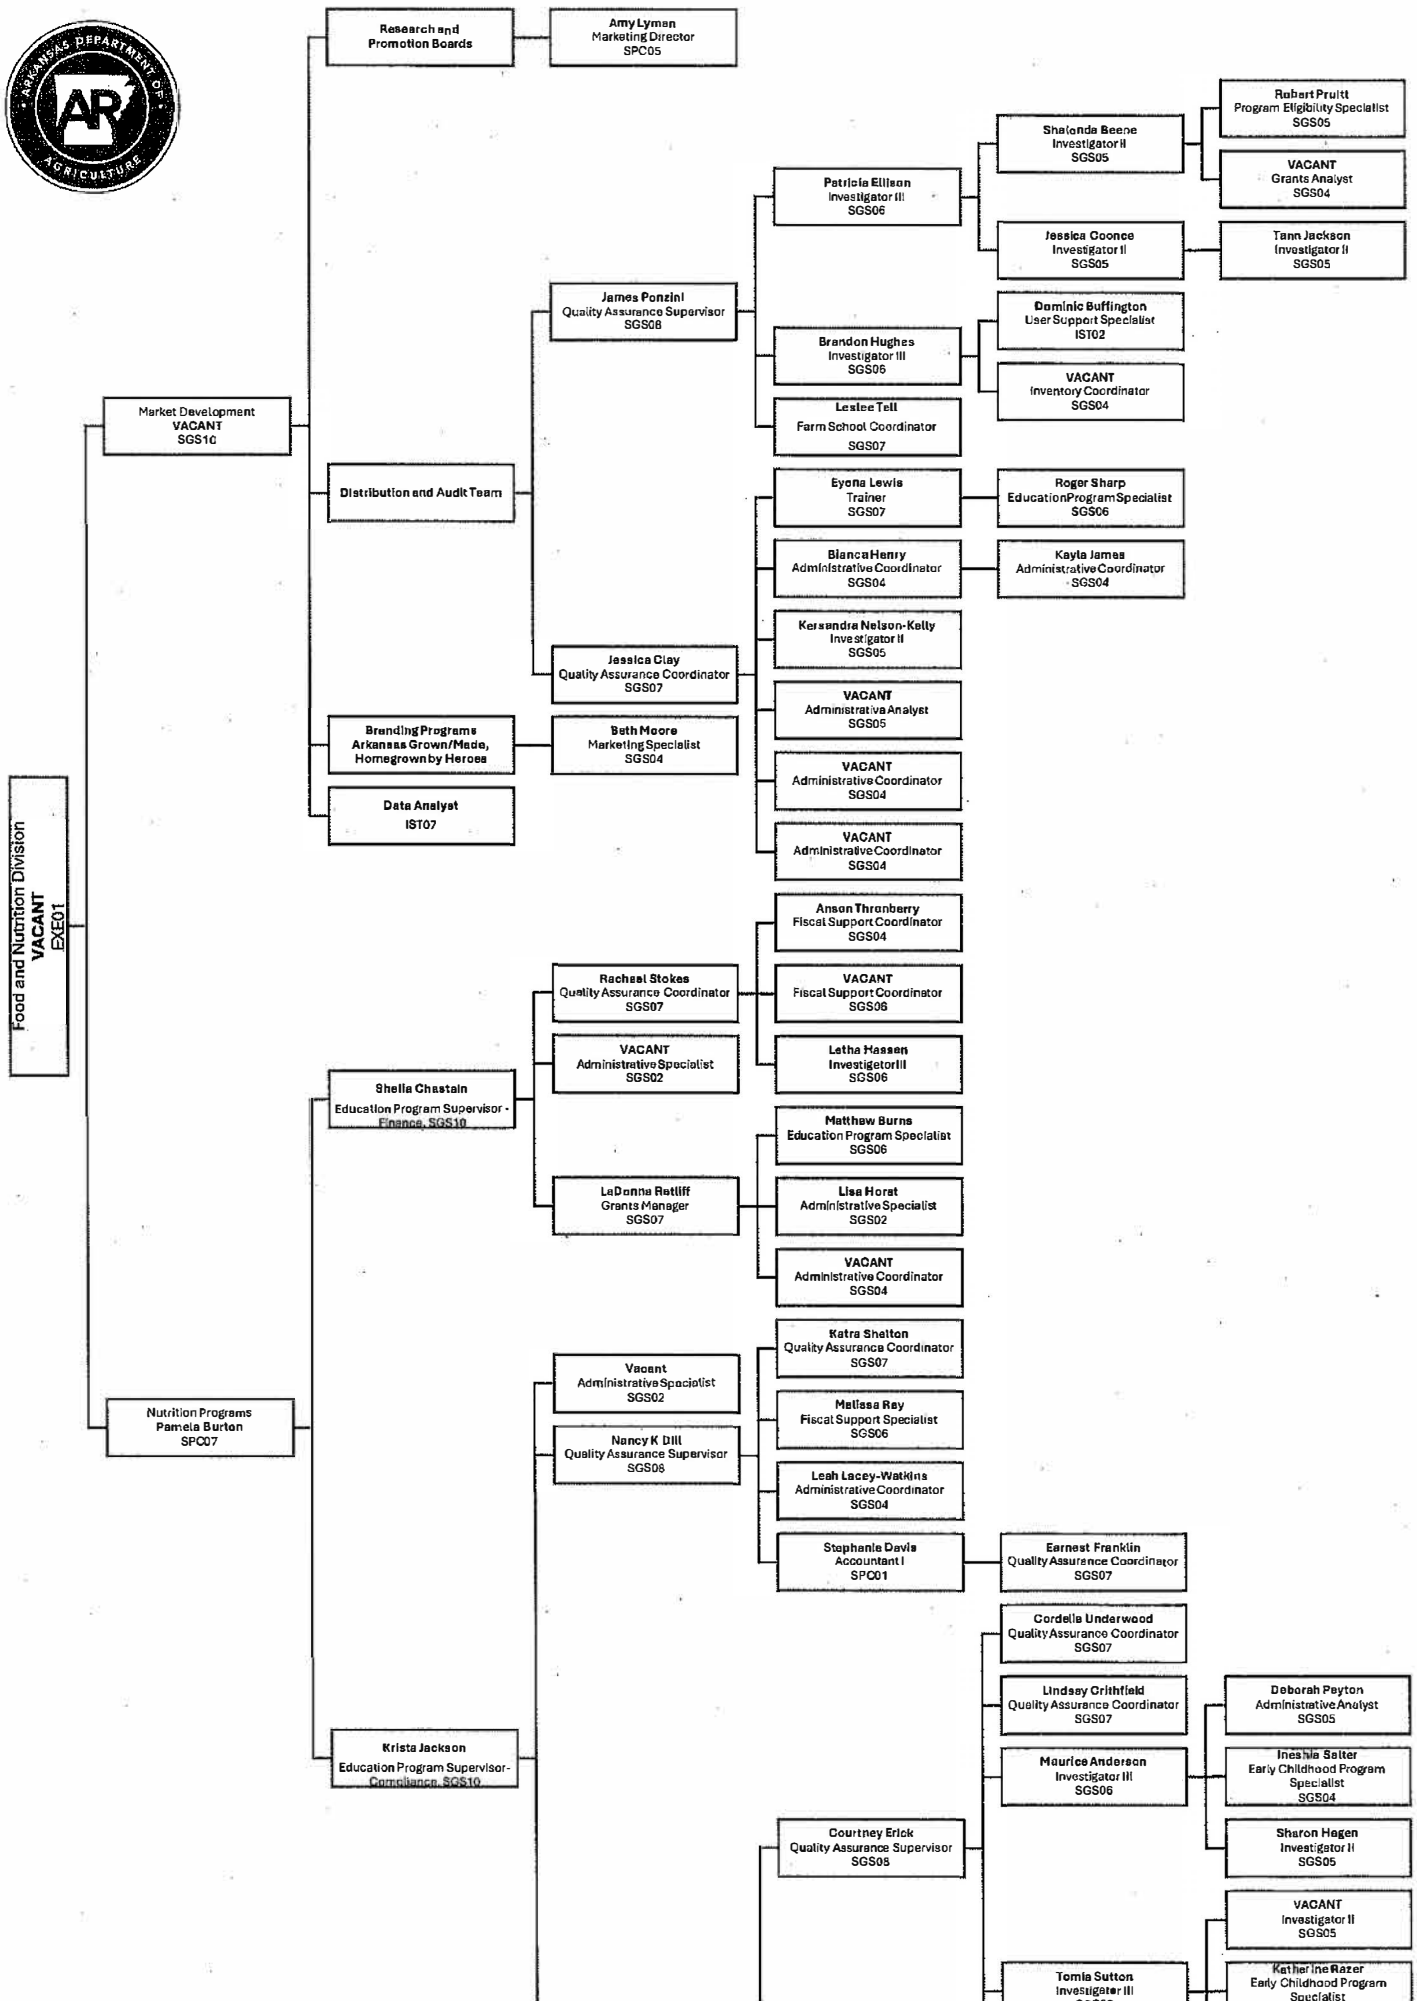 ARKANSAS DEPARTMENT OF
AR
AGRICULTURE
Research and
Promotion Boards
Amy Lyman
Marketing Director
SPC05
Robert Pruitt
Program Eligibility Specialist
SGS05
Shalonda Beene
Investigator II
SGS05
VACANT
Grants Analyst
SGS04
Patricia Ellison
Investigator III
SGS06
Jessica Coonce
Investigator II
SGS05
Tann Jackson
Investigator II
SGS05
James Ponzini
Quality Assurance Supervisor
SGS08
Dominic Buffington
User Support Specialist
IST02
Brandon Hughes
Investigator III
SGS06
VACANT
Inventory Coordinator
SGS04
Leslee Tell
Farm School Coordinator
SGS07
Market Development
VACANT
SGS10
Distribution and Audit Team
Eyona Lewis
Trainer
SGS07
Roger Sharp
Education Program Specialist
SGS06
Bianca Henry
Administrative Coordinator
SGS04
Kayla James
Administrative Coordinator
SGS04
Kersandra Nelson-Kelly
Investigator II
SGS05
Jessica Clay
Quality Assurance Coordinator
SGS07
VACANT
Administrative Analyst
SGS05
Branding Programs
Arkansas Grown/Made,
Homegrown by Heroes
Beth Moore
Marketing Specialist
SGS04
VACANT
Administrative Coordinator
SGS04
Data Analyst
IST07
VACANT
Administrative Coordinator
SGS04
Food and Nutrition Division
VACANT
EXE01
Anson Thronberry
Fiscal Support Coordinator
SGS04
Rachael Stokes
Quality Assurance Coordinator
SGS07
VACANT
Fiscal Support Coordinator
SGS06
VACANT
Administrative Specialist
SGS02
Letha Hassen
Investigator III
SGS06
Sheila Chastain
Education Program Supervisor -
Finance, SGS10
Matthew Burns
Education Program Specialist
SGS06
LaDonna Ratliff
Grants Manager
SGS07
Lisa Horst
Administrative Specialist
SGS02
VACANT
Administrative Coordinator
SGS04
Katra Shelton
Quality Assurance Coordinator
SGS07
Vacant
Administrative Specialist
SGS02
Melissa Ray
Fiscal Support Specialist
SGS06
Nutrition Programs
Pamela Burton
SPC07
Nancy K Dill
Quality Assurance Supervisor
SGS08
Leah Lacey-Watkins
Administrative Coordinator
SGS04
Stephanie Davis
Accountant I
SPC01
Earnest Franklin
Quality Assurance Coordinator
SGS07
Cordelia Underwood
Quality Assurance Coordinator
SGS07
Lindsay Crithfield
Quality Assurance Coordinator
SGS07
Deborah Peyton
Administrative Analyst
SGS05
Krista Jackson
Education Program Supervisor-
Compliance, SGS10
Maurice Anderson
Investigator III
SGS06
Ineshia Salter
Early Childhood Program
Specialist
SGS04
Courtney Erick
Quality Assurance Supervisor
SGS08
Sharon Hagen
Investigator II
SGS05
VACANT
Investigator II
SGS05
Tomia Sutton
Investigator III
Katherine Razer
Early Childhood Program
Specialist